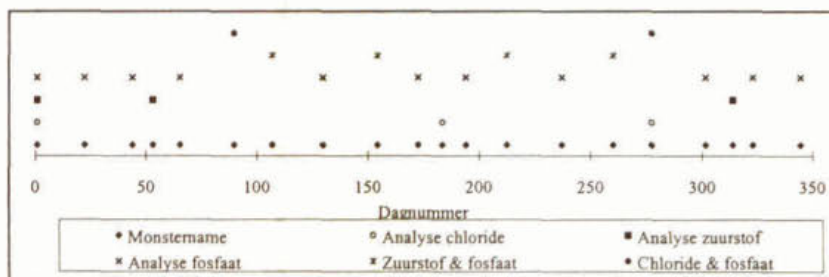 0 50 100 150 200 250 300 350
Dagnummer
Monstername Analyse chloride Analyse zuurstof
Analyse fosfaat Zuurstof & fosfaat Chloride & fosfaat